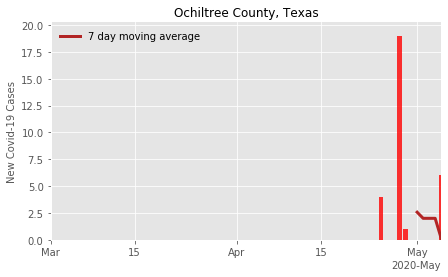 Ochiltree County, Texas
20.0
17.5
15.0
12.5
10.0
7.5
5.0
2.5
0.0
New Covid-19 Cases
7 day moving average
Mar
15
Apr
15
May
2020-May